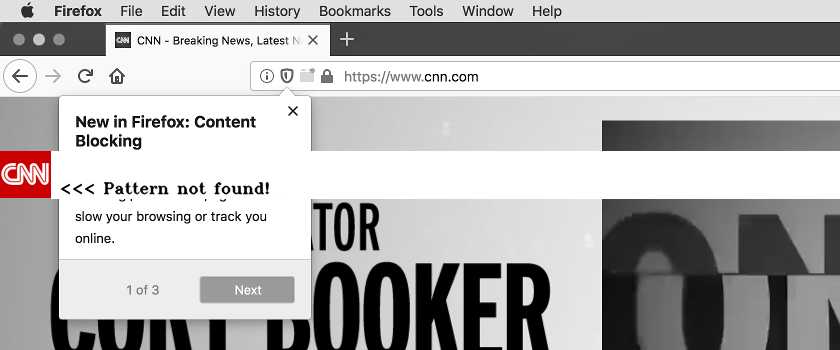 Firefox File Edit View History Bookmarks Tools Window Help
CNN CNN - Breaking News, Latest N
https://www.cnn.com
New in Firefox: Content
Blocking
CNN
<<< Pattern not found!
slow your browsing or track you
online.
1 of 3 Next
ATOR
CORY BOOKER